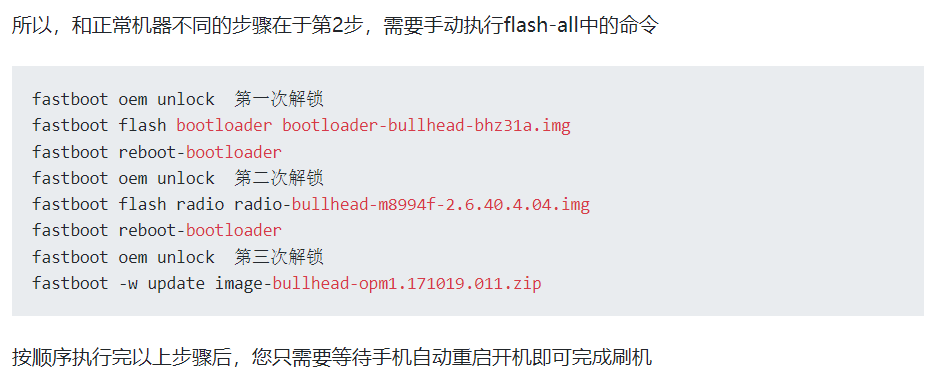 所以，和正常机器不同的步骤在于第2步，需要手动执行flash-all中的命令
fastboot oem unlock  第一次解锁
fastboot flash bootloader bootloader-bullhead-bhz31a.img
fastboot reboot-bootloader
fastboot oem unlock  第二次解锁
fastboot flash radio radio-bullhead-m8994f-2.6.40.4.04.img
fastboot reboot-bootloader
fastboot oem unlock  第三次解锁
fastboot -w update image-bullhead-opm1.171019.011.zip
按顺序执行完以上步骤后，您只需要等待手机自动重启开机即可完成刷机